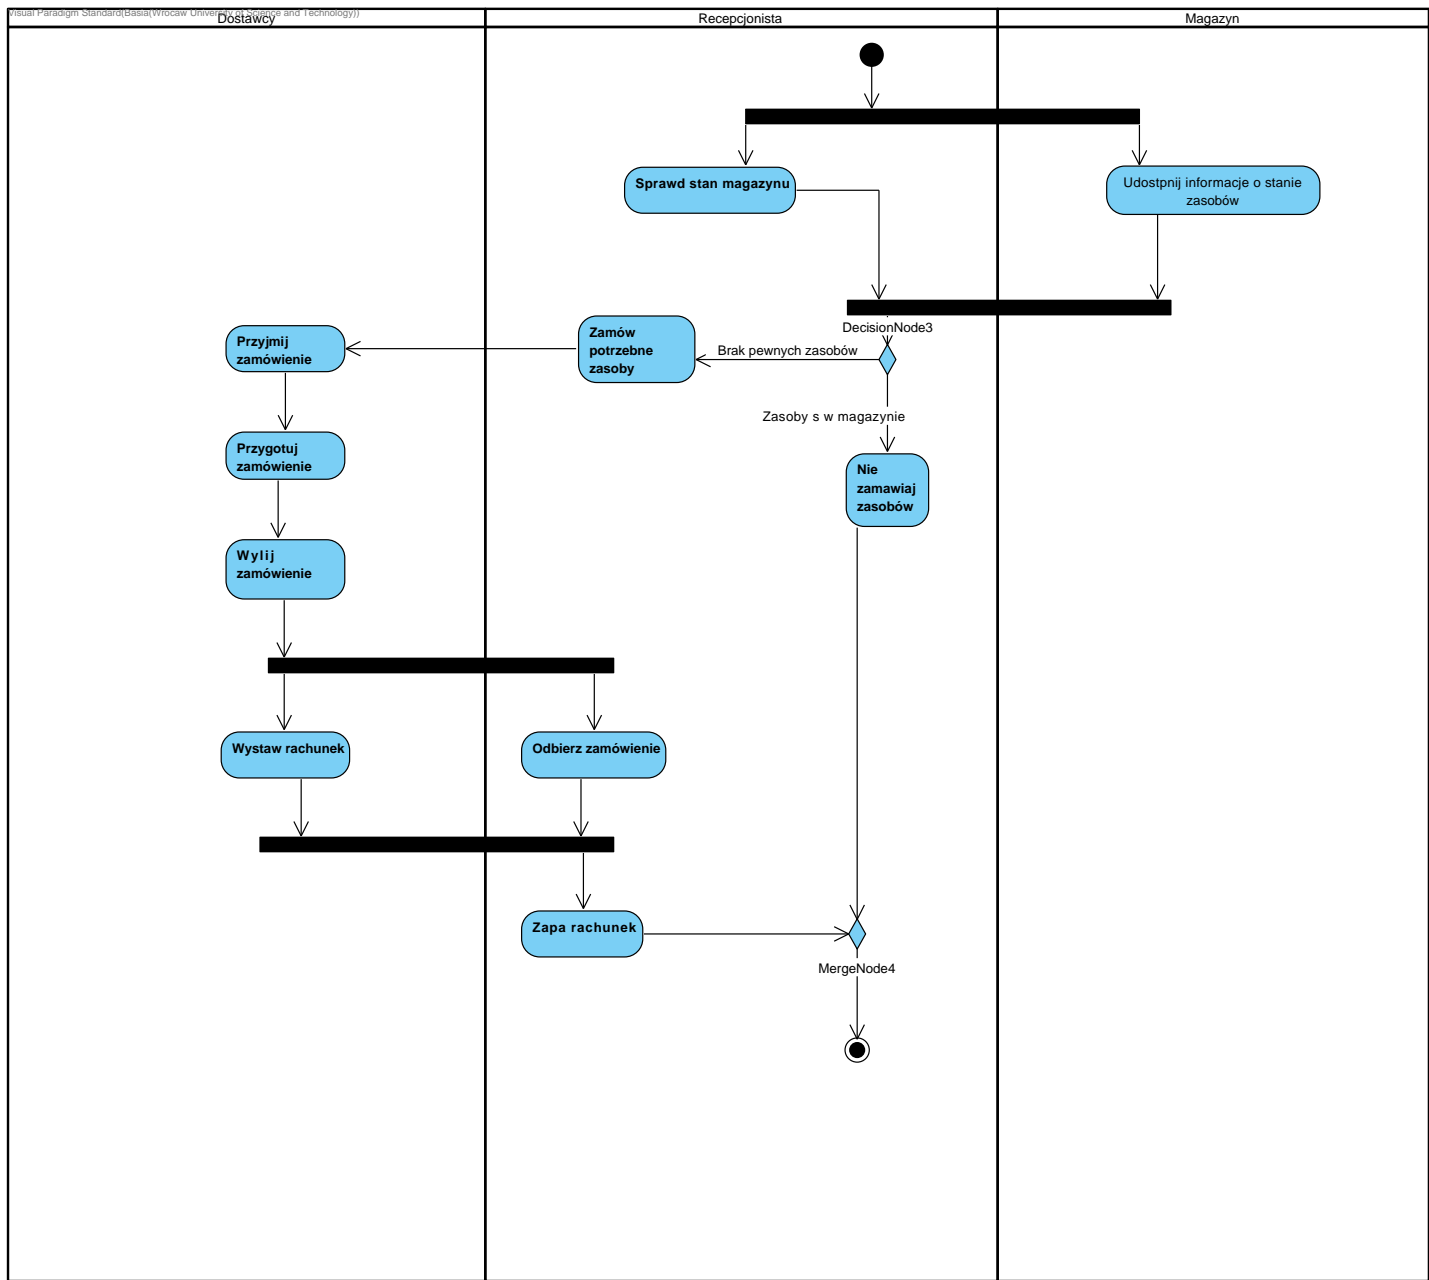 Visual Paradigm Standard(Basia(Wrocaw University of Science and Technology))
Dostawcy
Recepcjonista
Magazyn
Sprawd stan magazynu
Udostpnij informacje o stanie
zasobów
DecisionNode3
Przyjmij
zamówienie
Zamów
potrzebne
zasoby
Brak pewnych zasobów
Zasoby s w magazynie
Przygotuj
zamówienie
Nie
zamawiaj
zasobów
Wylij
zamówienie
Wystaw rachunek
Odbierz zamówienie
Zapa rachunek
MergeNode4